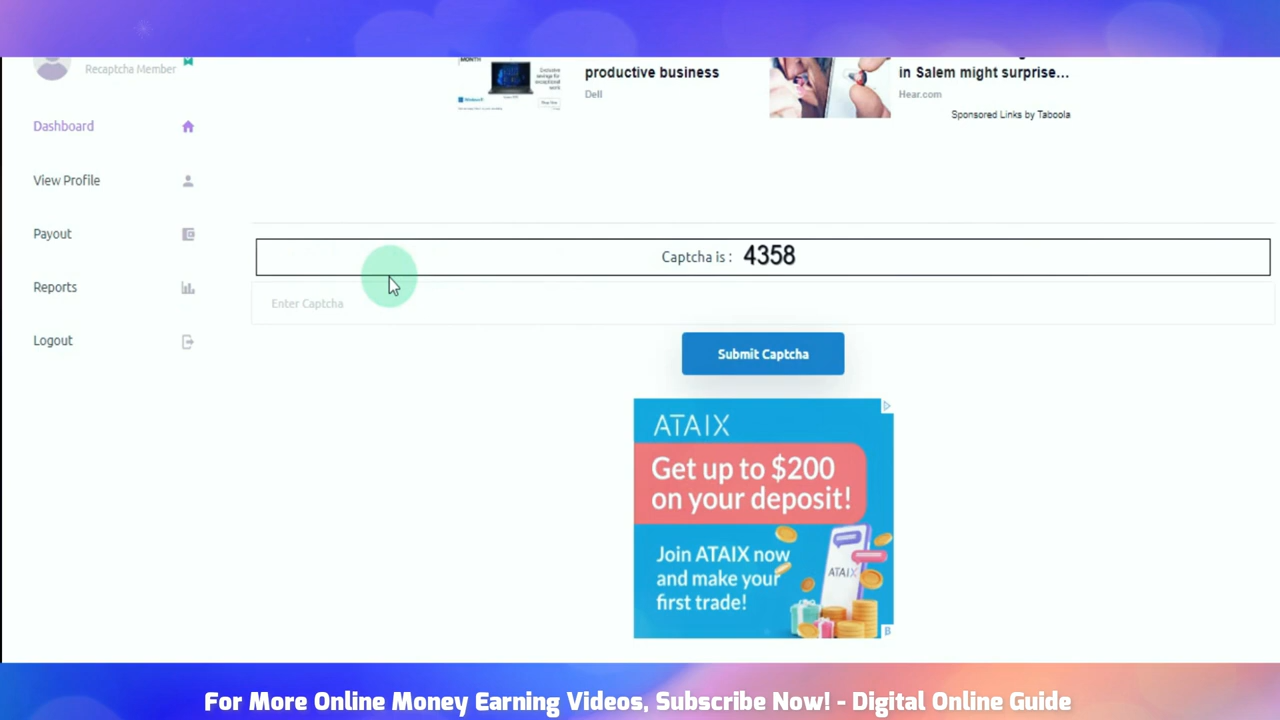 Recaptcha Member
MONTH
productive business
Dell
in Salem might surprise...
Hear.com
Sponsored Links by Taboola
Dashboard
View Profile
Payout
Reports
Logout
Captcha is : 4358
Enter Captcha
Submit Captcha
ATAIX
Get up to $200
on your deposit!
Join ATAIX now
and make your
first trade!
ATAIX
For More Online Money Earning Videos, Subscribe Now! - Digital Online Guide